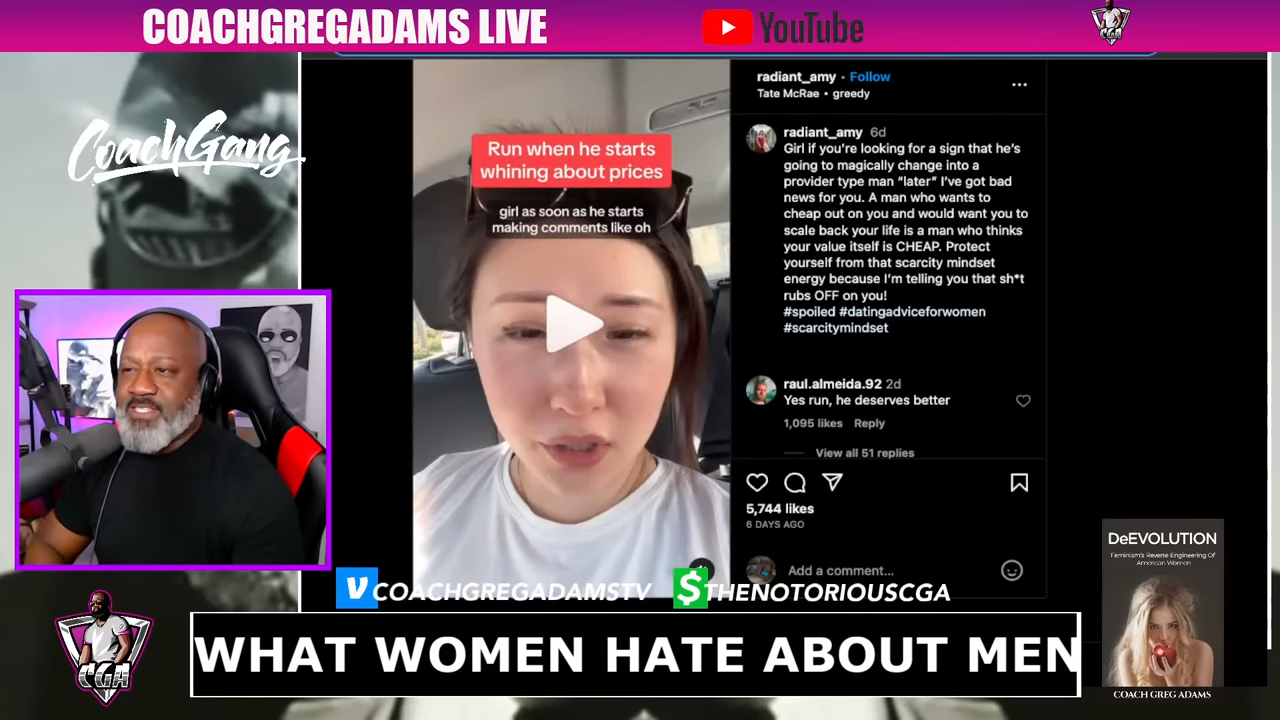 COACHGREGADAMS LIVE
YouTube
CGA
CoachGang.
Run when he starts
whining about prices
girl as soon as he starts
making comments like oh
radiant_amy • Follow
Tate McRae • greedy
radiant_amy 6d
Girl if you're looking for a sign that he's
going to magically change into a
provider type man "later" I've got bad
news for you. A man who wants to
cheap out on you and would want you to
scale back your life is a man who thinks
your value itself is CHEAP. Protect
yourself from that scarcity mindset
energy because I'm telling you that sh*t
rubs OFF on you!
#spoiled #datingadviceforwomen
#scarcitymindset
raul.almeida.92 2d
Yes run, he deserves better
1,095 likes Reply
View all 51 replies
5,744 likes
6 DAYS AGO
Add a comment...
COACHGREGADAMSTV
$THENOTORIOUSCGA
CGA
WHAT WOMEN HATE ABOUT MEN
DeEVOLUTION
Feminism's Reverse Engineering Of
American Women
COACH GREG ADAMS